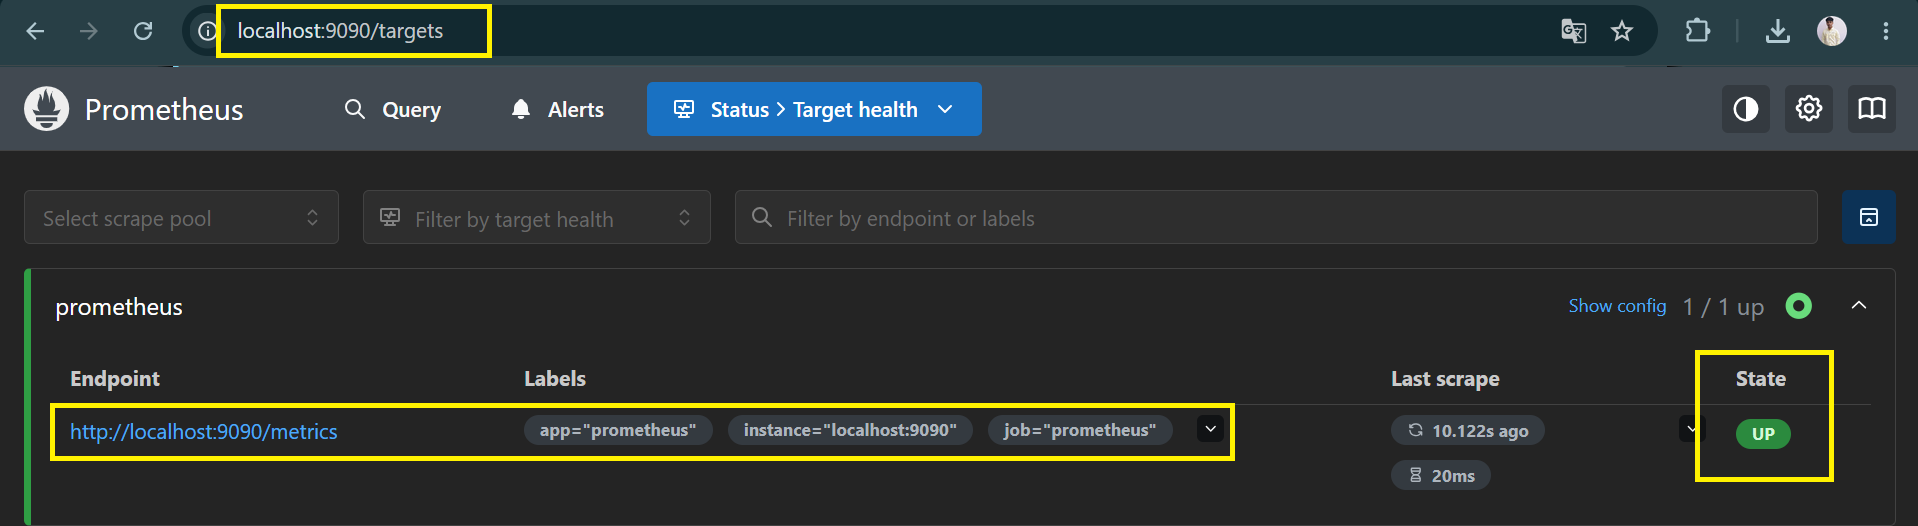 localhost:9090/targets
Prometheus Query Alerts Status > Target health
Select scrape pool Filter by target health Filter by endpoint or labels
prometheus Show config 1 / 1 up
Endpoint Labels Last scrape State
http://localhost:9090/metrics app="prometheus" instance="localhost:9090" job="prometheus" 10.122s ago UP
20ms